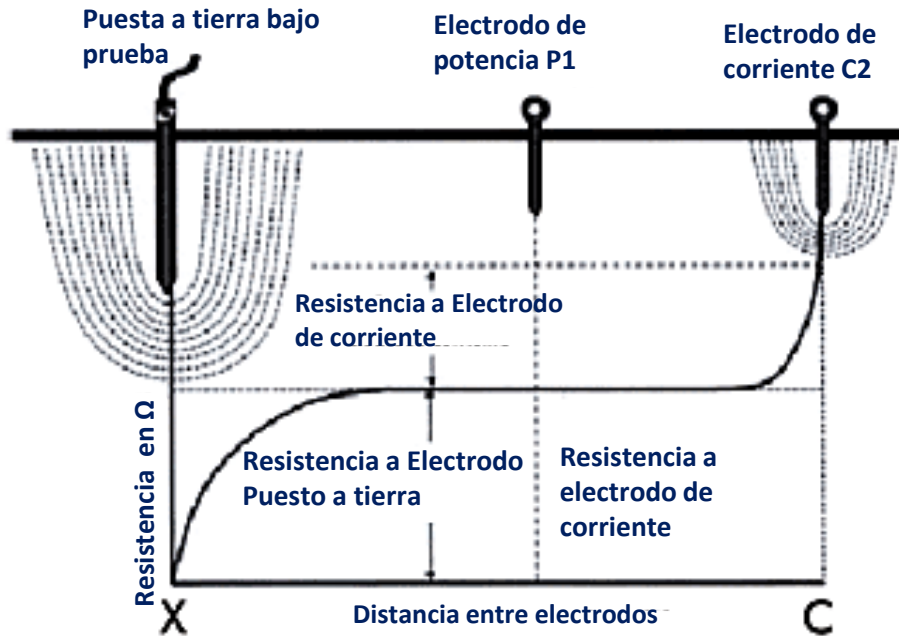 Puesta a tierra bajo
prueba
Electrodo de
potencia P1
Electrodo de
corriente C2
Resistencia a Electrodo
de corriente
Resistencia a Electrodo
Puesto a tierra
Resistencia a
electrodo de
corriente
Resistencia en Ω
X
Distancia entre electrodos
C